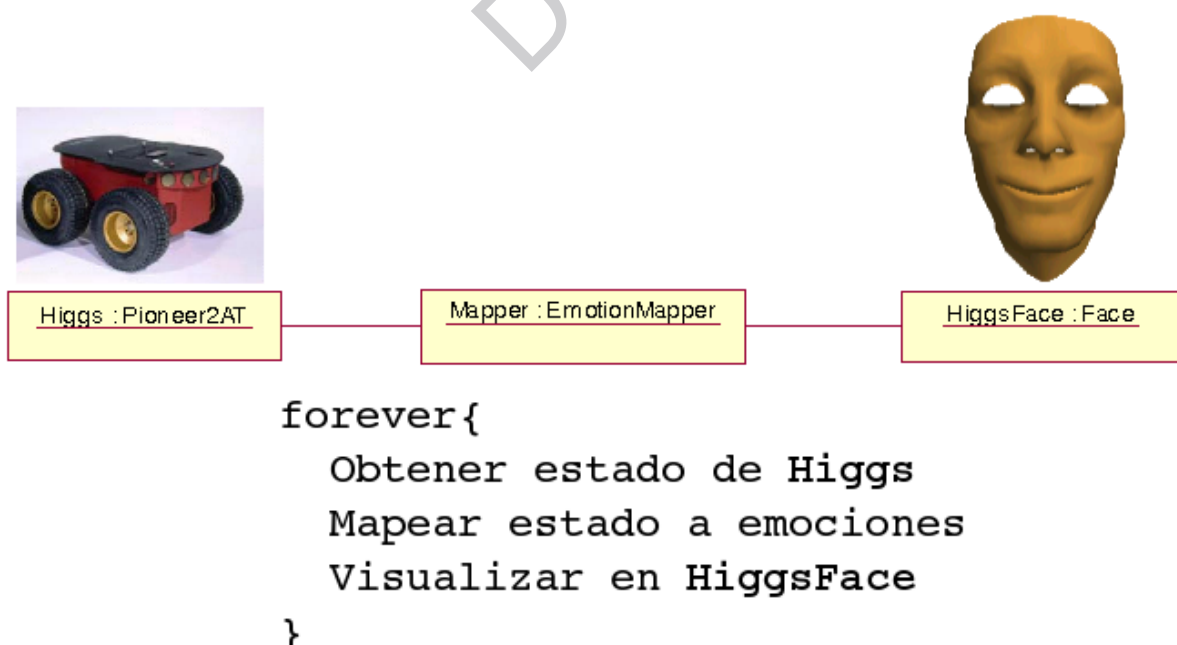 Higgs : Pioneer2AT
Mapper : EmotionMapper
HiggsFace : Face
forever{
Obtener estado de Higgs
Mapear estado a emociones
Visualizar en HiggsFace
}